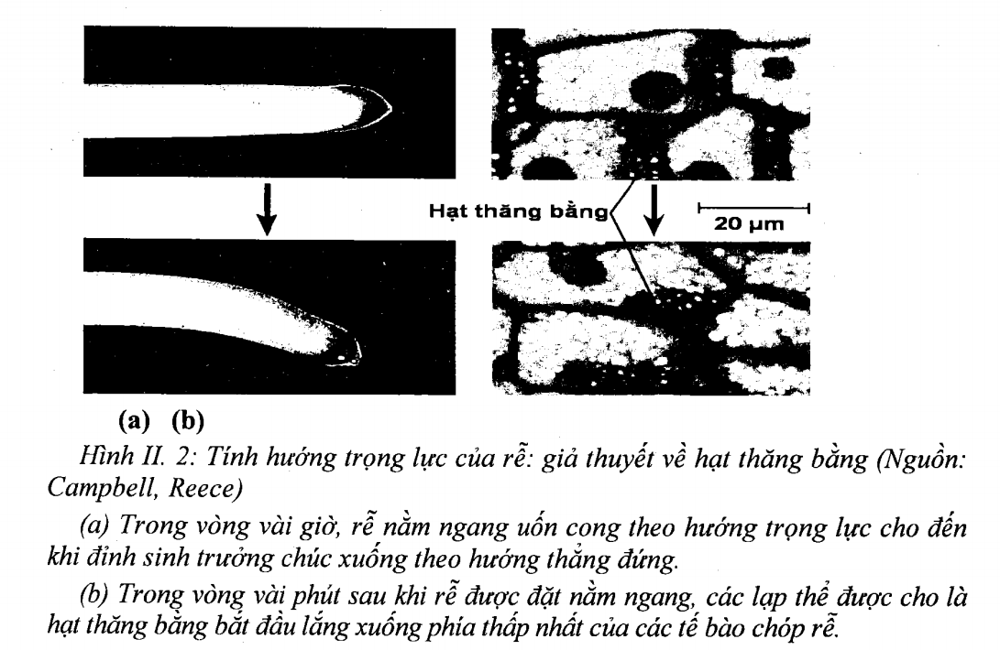 Hạt thăng bằng
20 µm
(a) (b)
Hình II. 2: Tính hướng trọng lực của rễ: giả thuyết về hạt thăng bằng (Nguồn:
Campbell, Reece)
(a) Trong vòng vài giờ, rễ nằm ngang uốn cong theo hướng trọng lực cho đến
khi đỉnh sinh trưởng chúc xuống theo hướng thẳng đứng.
(b) Trong vòng vài phút sau khi rễ được đặt nằm ngang, các lạp thể được cho là
hạt thăng bằng bắt đầu lắng xuống phía thấp nhất của các tế bào chóp rễ.